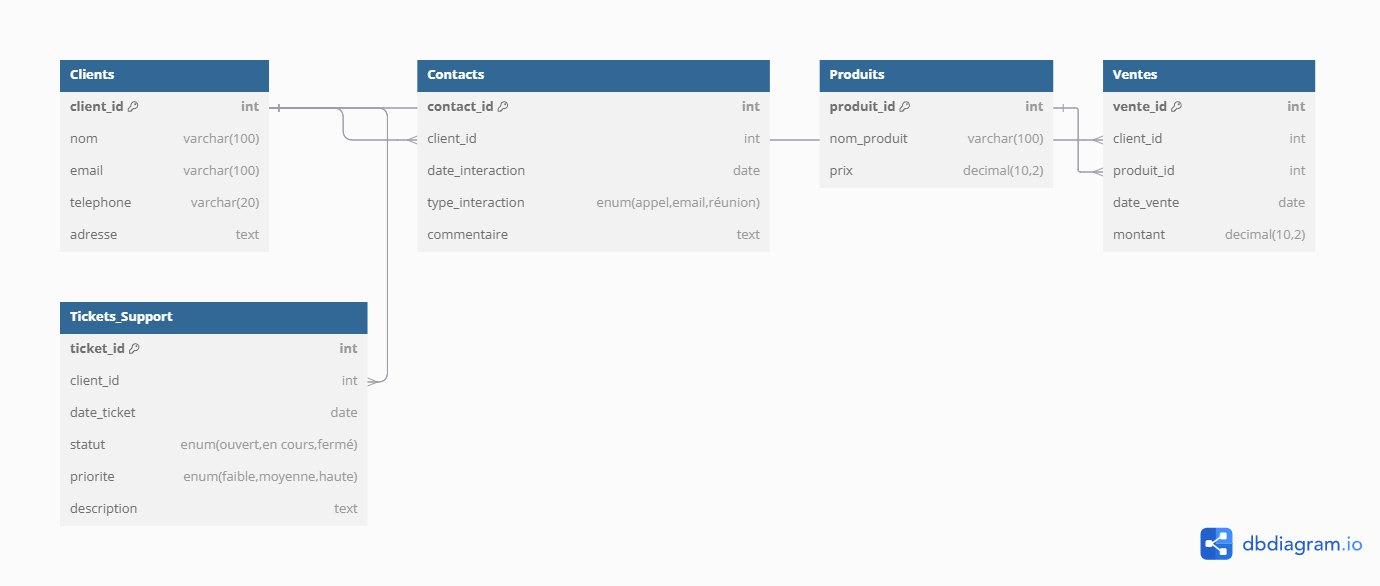 Clients
client_id int
nom varchar(100)
email varchar(100)
telephone varchar(20)
adresse text
Contacts
contact_id int
client_id int
date_interaction date
type_interaction enum(appel,email,réunion)
commentaire text
Produits
produit_id int
nom_produit varchar(100)
prix decimal(10,2)
Ventes
vente_id int
client_id int
produit_id int
date_vente date
montant decimal(10,2)
Tickets_Support
ticket_id int
client_id int
date_ticket date
statut enum(ouvert,en cours,fermé)
priorite enum(faible,moyenne,haute)
description text
dbdiagram.io